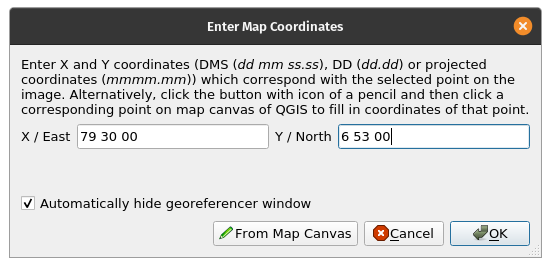 Enter Map Coordinates
Enter X and Y coordinates (DMS (dd mm ss.ss), DD (dd.dd) or projected
coordinates (mmmm.mm)) which correspond with the selected point on the
image. Alternatively, click the button with icon of a pencil and then click a
corresponding point on map canvas of QGIS to fill in coordinates of that point.
X / East 79 30 00 Y / North 6 53 00
Automatically hide georeferencer window
From Map Canvas Cancel OK